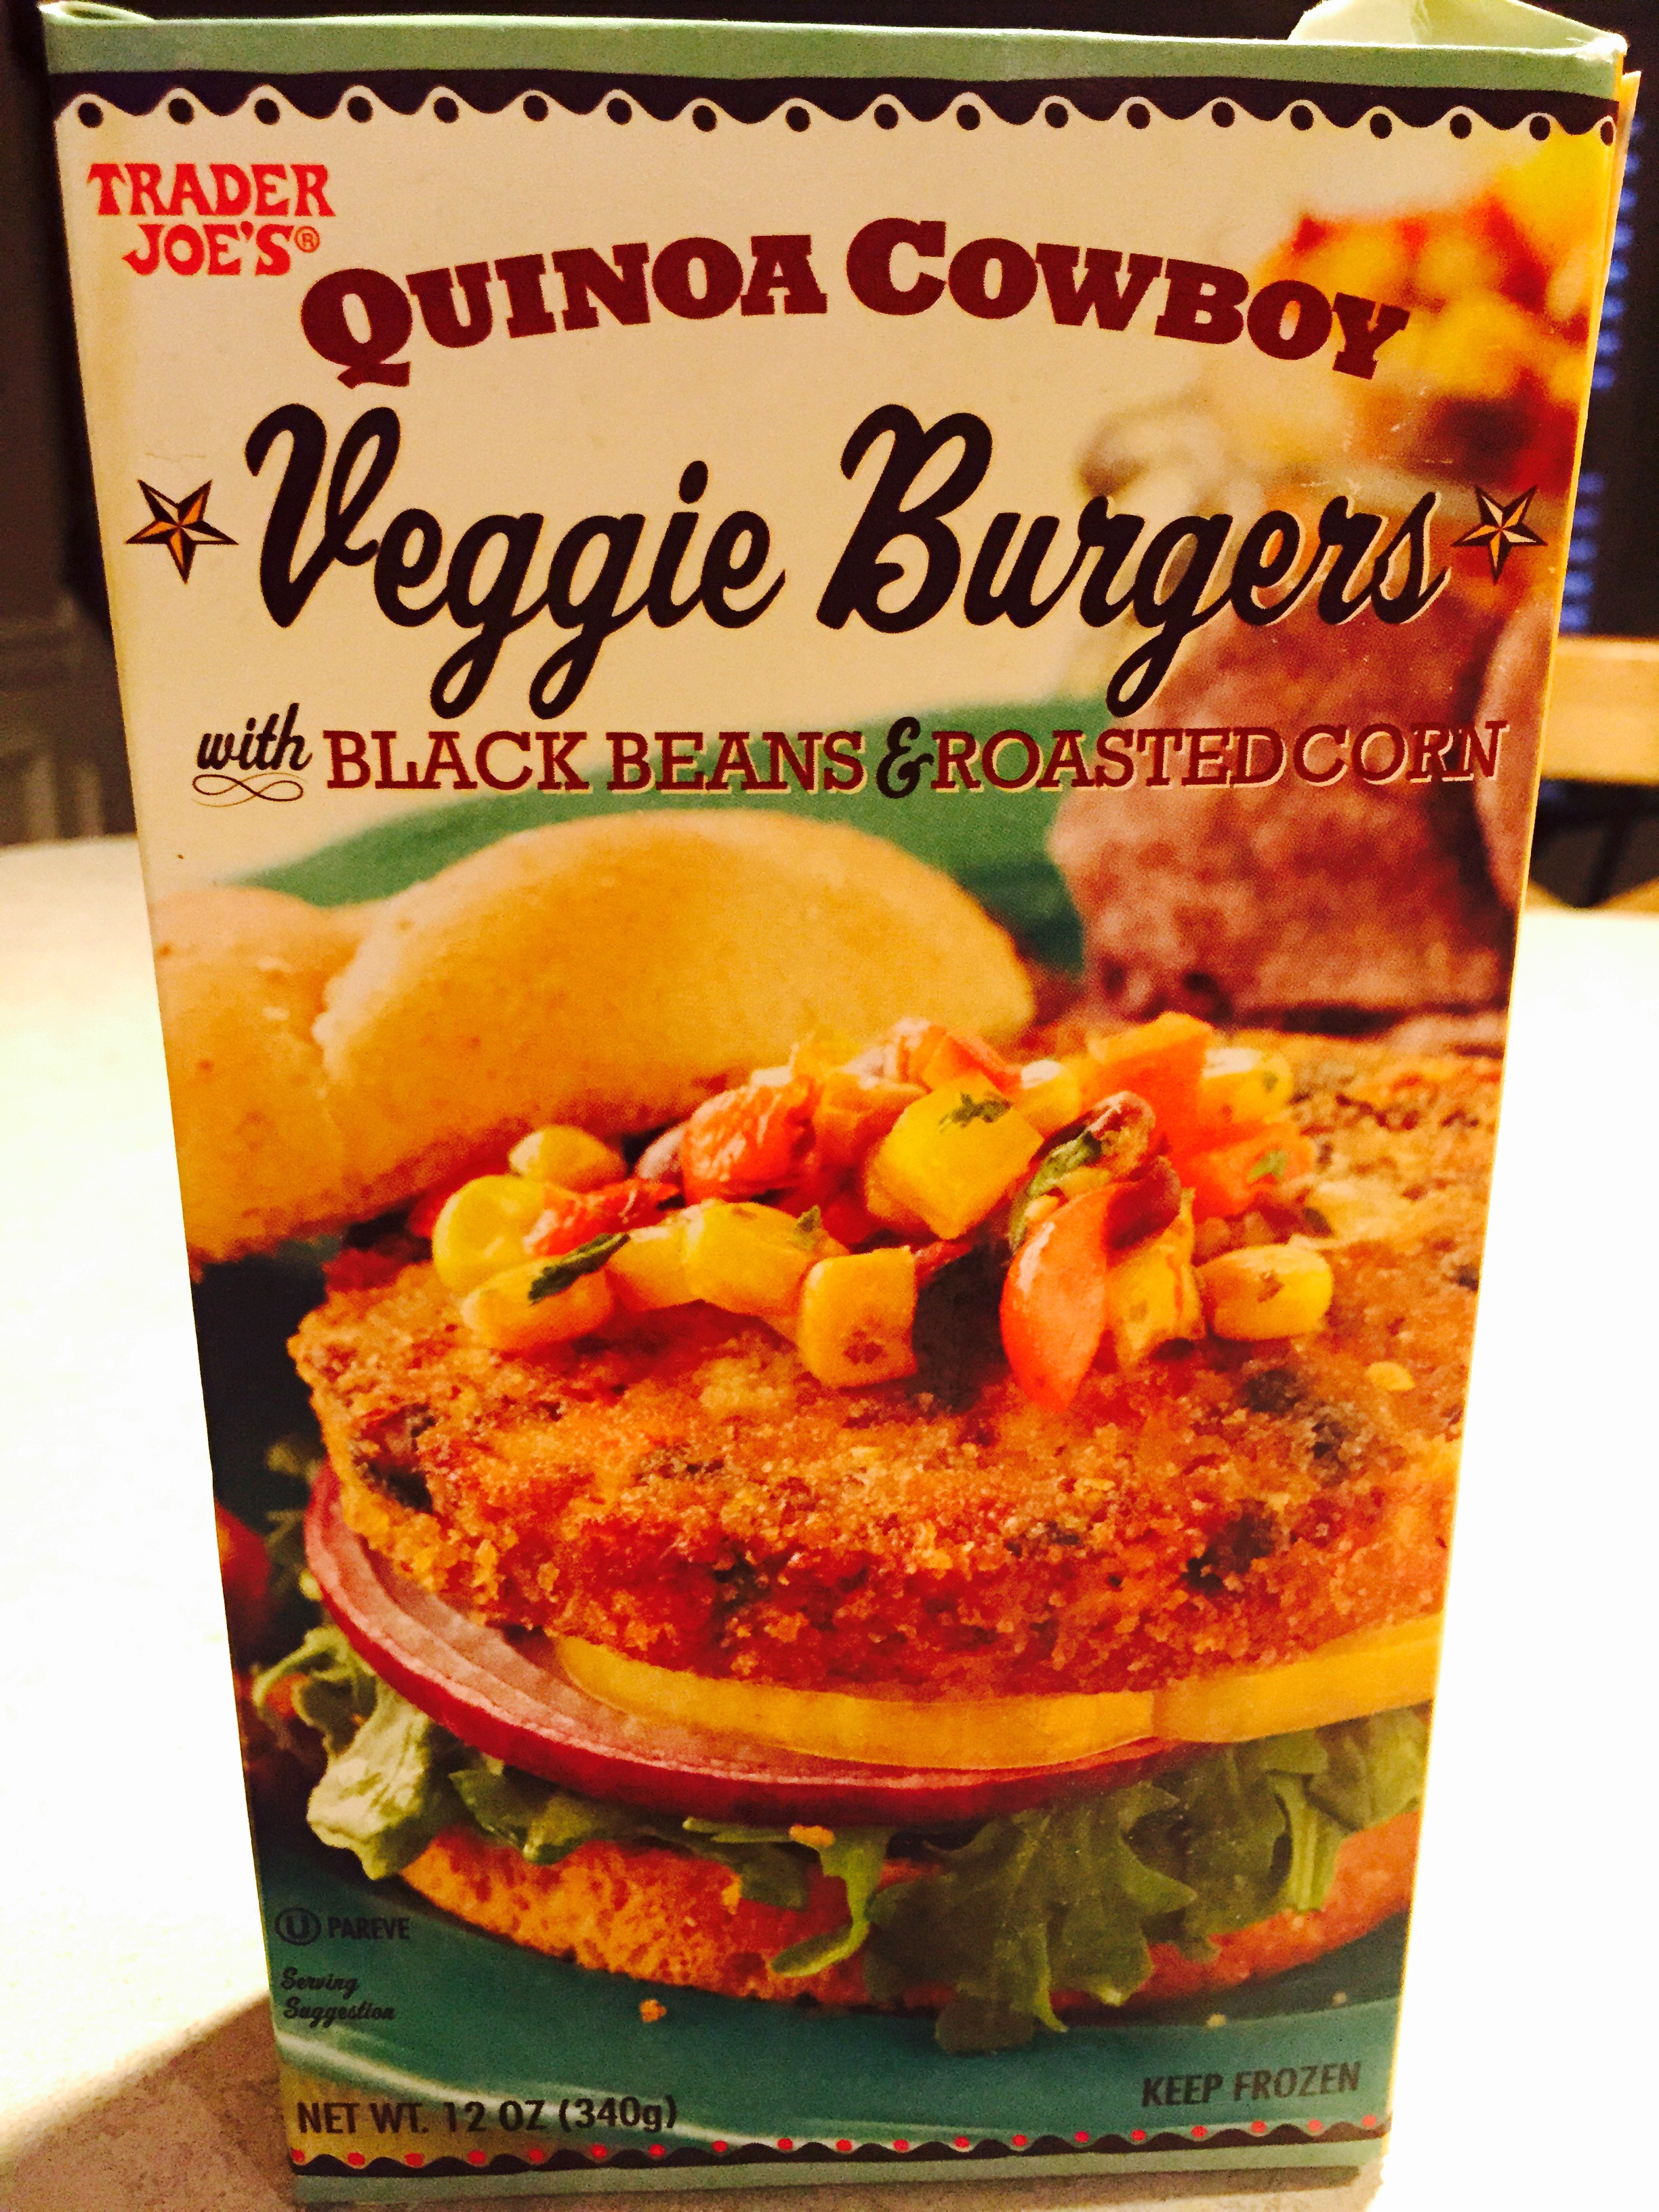 TRADER
JOE'S®
QUINOA COWBOY
Veggie Burgers
with BLACK BEANS & ROASTED CORN
U PAREVE
Serving
Suggestion
KEEP FROZEN
NET WT. 12 OZ (340g)